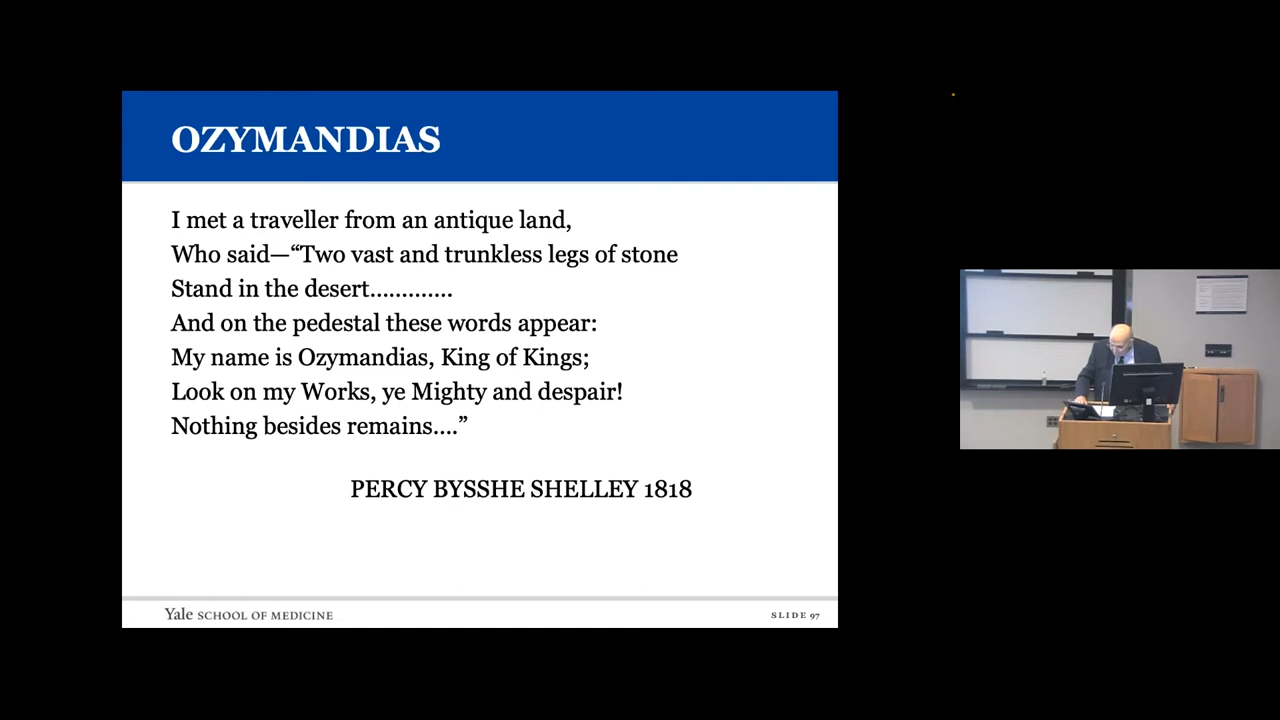 OZYMANDIAS
I met a traveller from an antique land,
Who said—“Two vast and trunkless legs of stone
Stand in the desert.............
And on the pedestal these words appear:
My name is Ozymandias, King of Kings;
Look on my Works, ye Mighty and despair!
Nothing besides remains....”
PERCY BYSSHE SHELLEY 1818
Yale SCHOOL OF MEDICINE
SLIDE 97